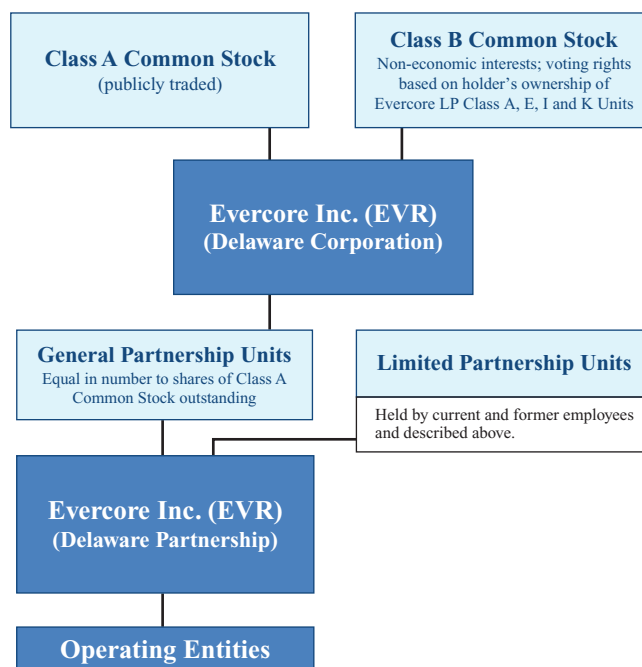 Class A Common Stock
(publicly traded)
Class B Common Stock
Non-economic interests; voting rights
based on holder’s ownership of
Evercore LP Class A, E, I and K Units
Evercore Inc. (EVR)
(Delaware Corporation)
General Partnership Units
Equal in number to shares of Class A
Common Stock outstanding
Limited Partnership Units
Held by current and former employees
and described above.
Evercore Inc. (EVR)
(Delaware Partnership)
Operating Entities